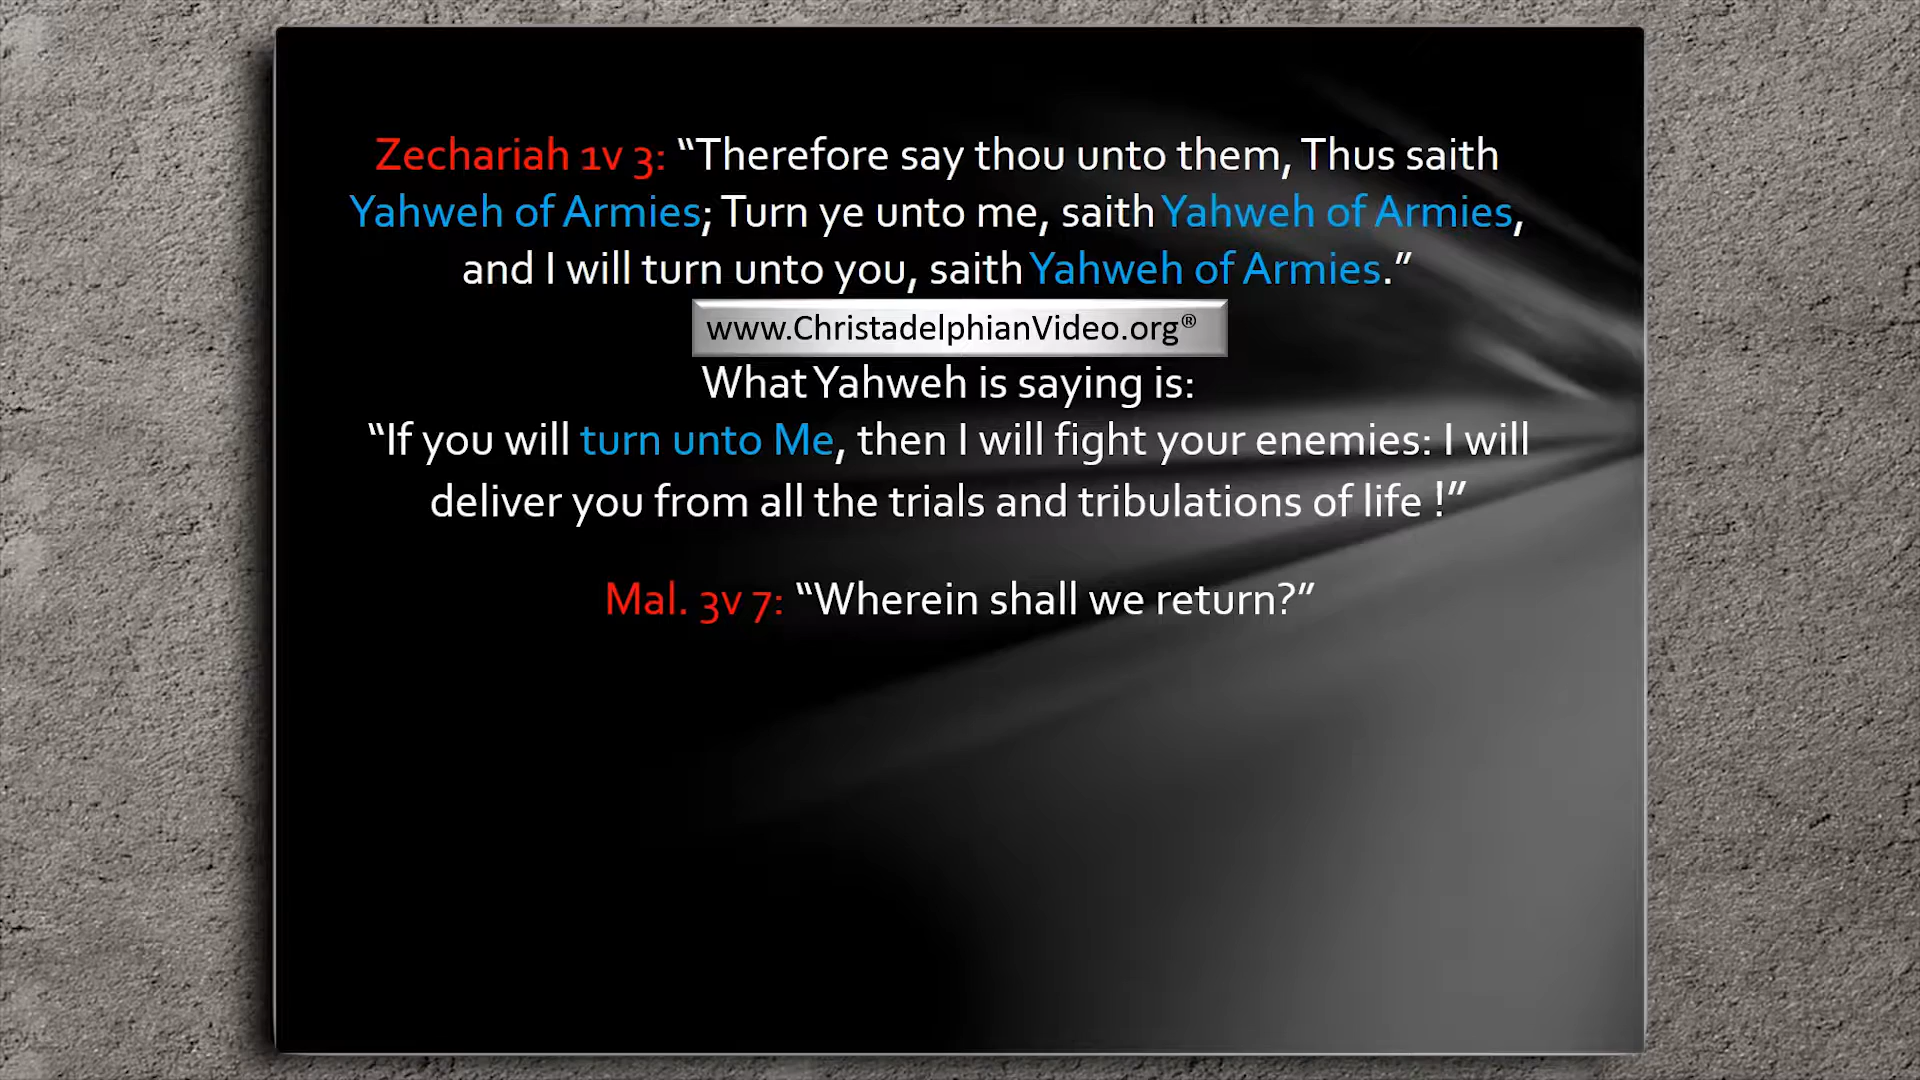 Zechariah 1v 3: “Therefore say thou unto them, Thus saith
Yahweh of Armies; Turn ye unto me, saith Yahweh of Armies,
and I will turn unto you, saith Yahweh of Armies.”
www.ChristadelphianVideo.org®
What Yahweh is saying is:
“If you will turn unto Me, then I will fight your enemies: I will
deliver you from all the trials and tribulations of life !”
Mal. 3v 7: “Wherein shall we return?”